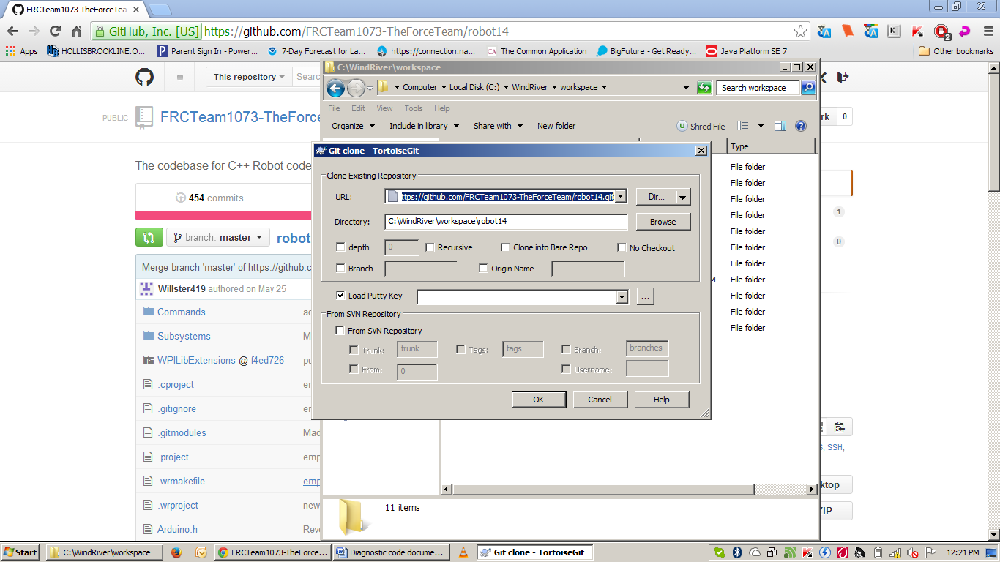 FRCTeam1073-TheForceTea
GitHub, Inc. [US] https://github.com/FRCTeam1073-TheForceTeam/robot14
2
Apps HOLLISBROOKLINE.O... Parent Sign In - Power... 7-Day Forecast for La... https://connection.na... CA The Common Application BigFuture - Get Ready... Java Platform SE 7 Other bookmarks
C:\WindRiver\workspace
This repository Searc
Computer Local Disk (C:) WindRiver workspace Search workspace
File Edit View Tools Help
PUBLIC FRCTeam1073-TheForce
rk 0
Organize Include in library Share with New folder Shred File
Type
Git clone - TortoiseGit
The codebase for C++ Robot code
File folder
File folder
File folder
File folder
File folder
File folder
File folder
File folder
File folder
File folder
File folder
M
1
0
Clone Existing Repository
URL: ttps://github.com/FRCTeam1073-TheForceTeam/robot14.git Dir...
Directory: C:\WindRiver\workspace\robot14 Browse
depth 0 Recursive Clone into Bare Repo No Checkout
Branch Origin Name
Load Putty Key ...
From SVN Repository
From SVN Repository
Trunk: trunk Tags: tags Branch: branches
From: 0 Username:
OK Cancel Help
454 commits
branch: master robot
Merge branch 'master' of https://github.c
Willster419 authored on May 25
Commands ad
Subsystems M
WPILibExtensions @ f4ed726 pu
.cproject em
.gitignore em
.gitmodules Mad
.project emp
.wrmakefile emp
.wrproject new
Arduino.h Reve
, SSH,
ktop
ZIP
11 items
Start C:\WindRiver\workspace FRCTeam1073-TheForce... Diagnostic code docume... Git clone - TortoiseGit 12:21 PM